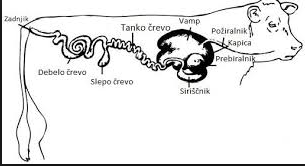 Zadnjik
Tanko črevo
Vamp
Požiralnik
Kapica
Prebiralnik
Debelo črevo
Slepo črevo
Siriščnik